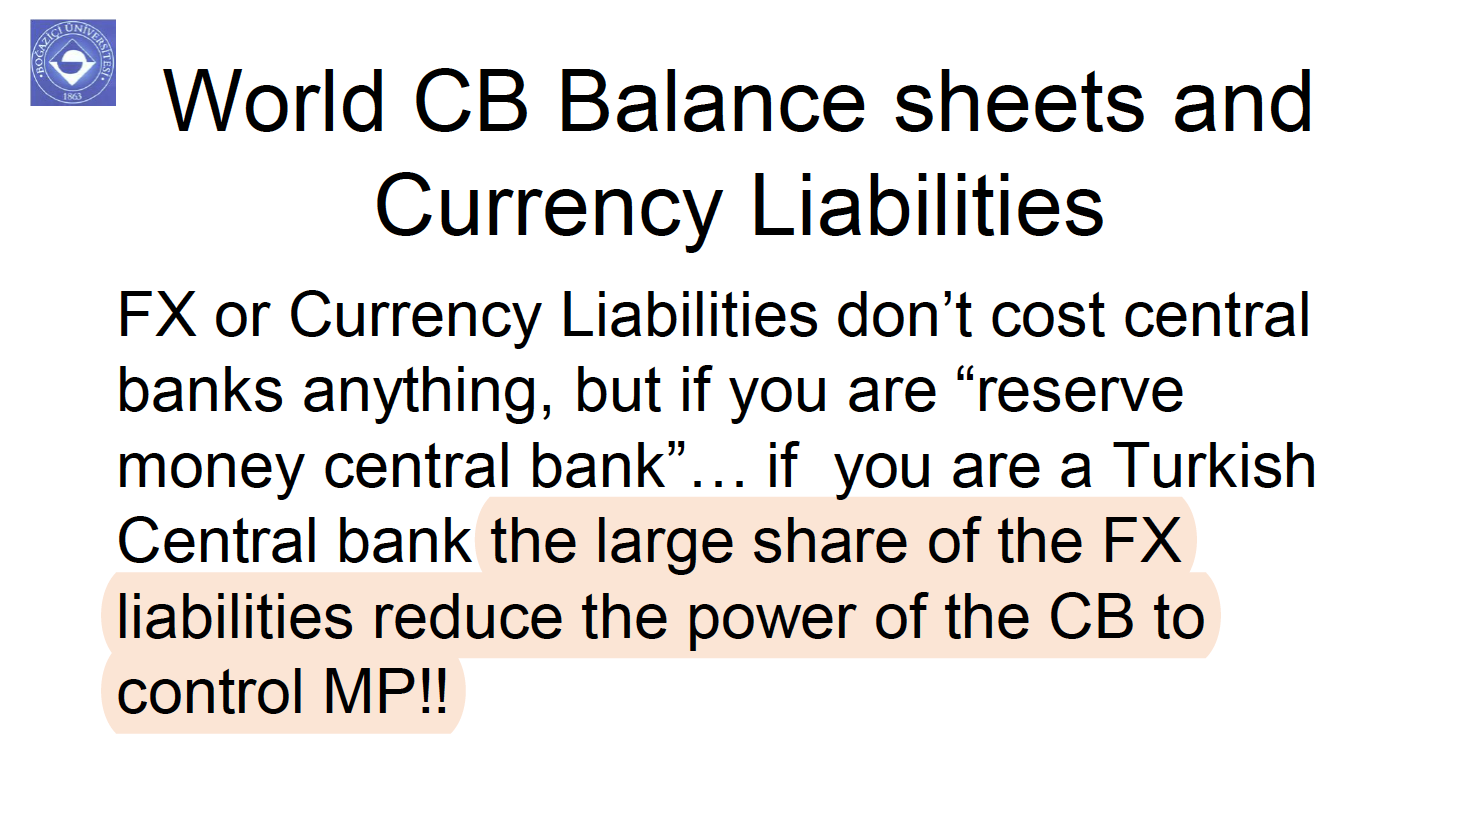 BOĞAZİÇİ ÜNİVERSİTESİ
1863
World CB Balance sheets and
Currency Liabilities
FX or Currency Liabilities don’t cost central
banks anything, but if you are “reserve
money central bank”… if  you are a Turkish
Central bank the large share of the FX
liabilities reduce the power of the CB to
control MP!!